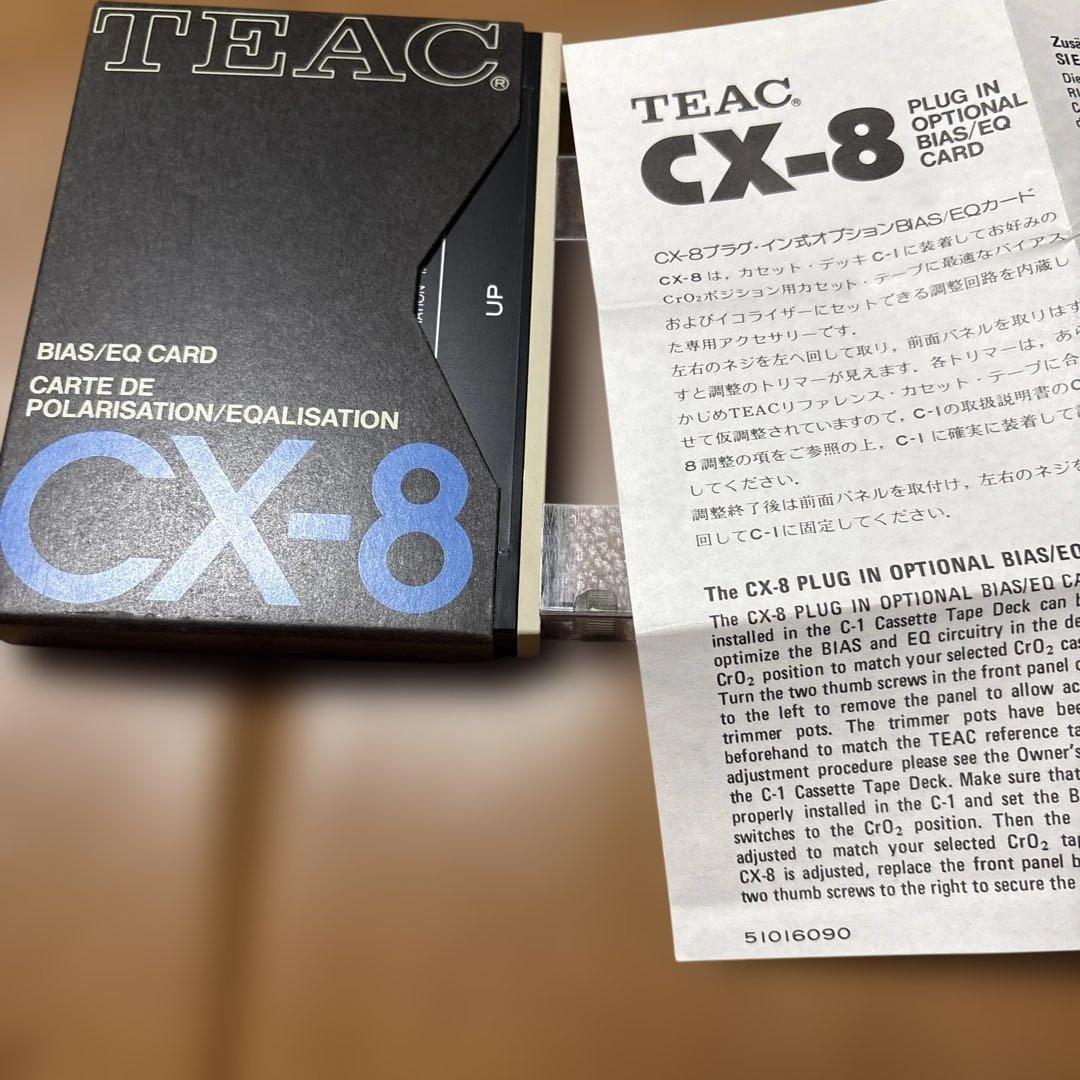 TEAC®
UP
BIAS/EQ CARD
CARTE DE
POLARISATION/EQALISATION
CX-8
TEAC®
CX-8
PLUG IN
OPTIONAL
BIAS/EQ
CARD
CX-8プラグ・イン式オプションBIAS/EQカード
CX-8は，カセット・デッキC-1に装着してお好みの
CrO₂ポジション用カセット・テープに最適なバイアス
およびイコライザーにセットできる調整回路を内蔵し
た専用アクセサリーです．
左右のネジを左へ回して取り，前面パネルを取りはず
すと調整のトリマーが見えます．各トリマーは，あら
かじめTEACリファレンス・カセット・テープに合
せて仮調整されていますので，C-1の取扱説明書のC
8調整の項をご参照の上，C-1に確実に装着して
してください．
調整終了後は前面パネルを取付け，左右のネジを
回してC-1に固定してください．
The CX-8 PLUG IN OPTIONAL BIAS/EQ
The CX-8 PLUG IN OPTIONAL BIAS/EQ CA
installed in the C-1 Cassette Tape Deck can
optimize the BIAS and EQ circuitry in the de
CrO₂ position to match your selected CrO₂ cas
Turn the two thumb screws in the front panel
to the left to remove the panel to allow ac
trimmer pots. The trimmer pots have bee
beforehand to match the TEAC reference ta
adjustment procedure please see the Owner's
the C-1 Cassette Tape Deck. Make sure that
properly installed in the C-1 and set the B
switches to the CrO₂ position. Then the
adjusted to match your selected CrO₂ tap
CX-8 is adjusted, replace the front panel b
two thumb screws to the right to secure the
51016090
Zusä
SIE
Die